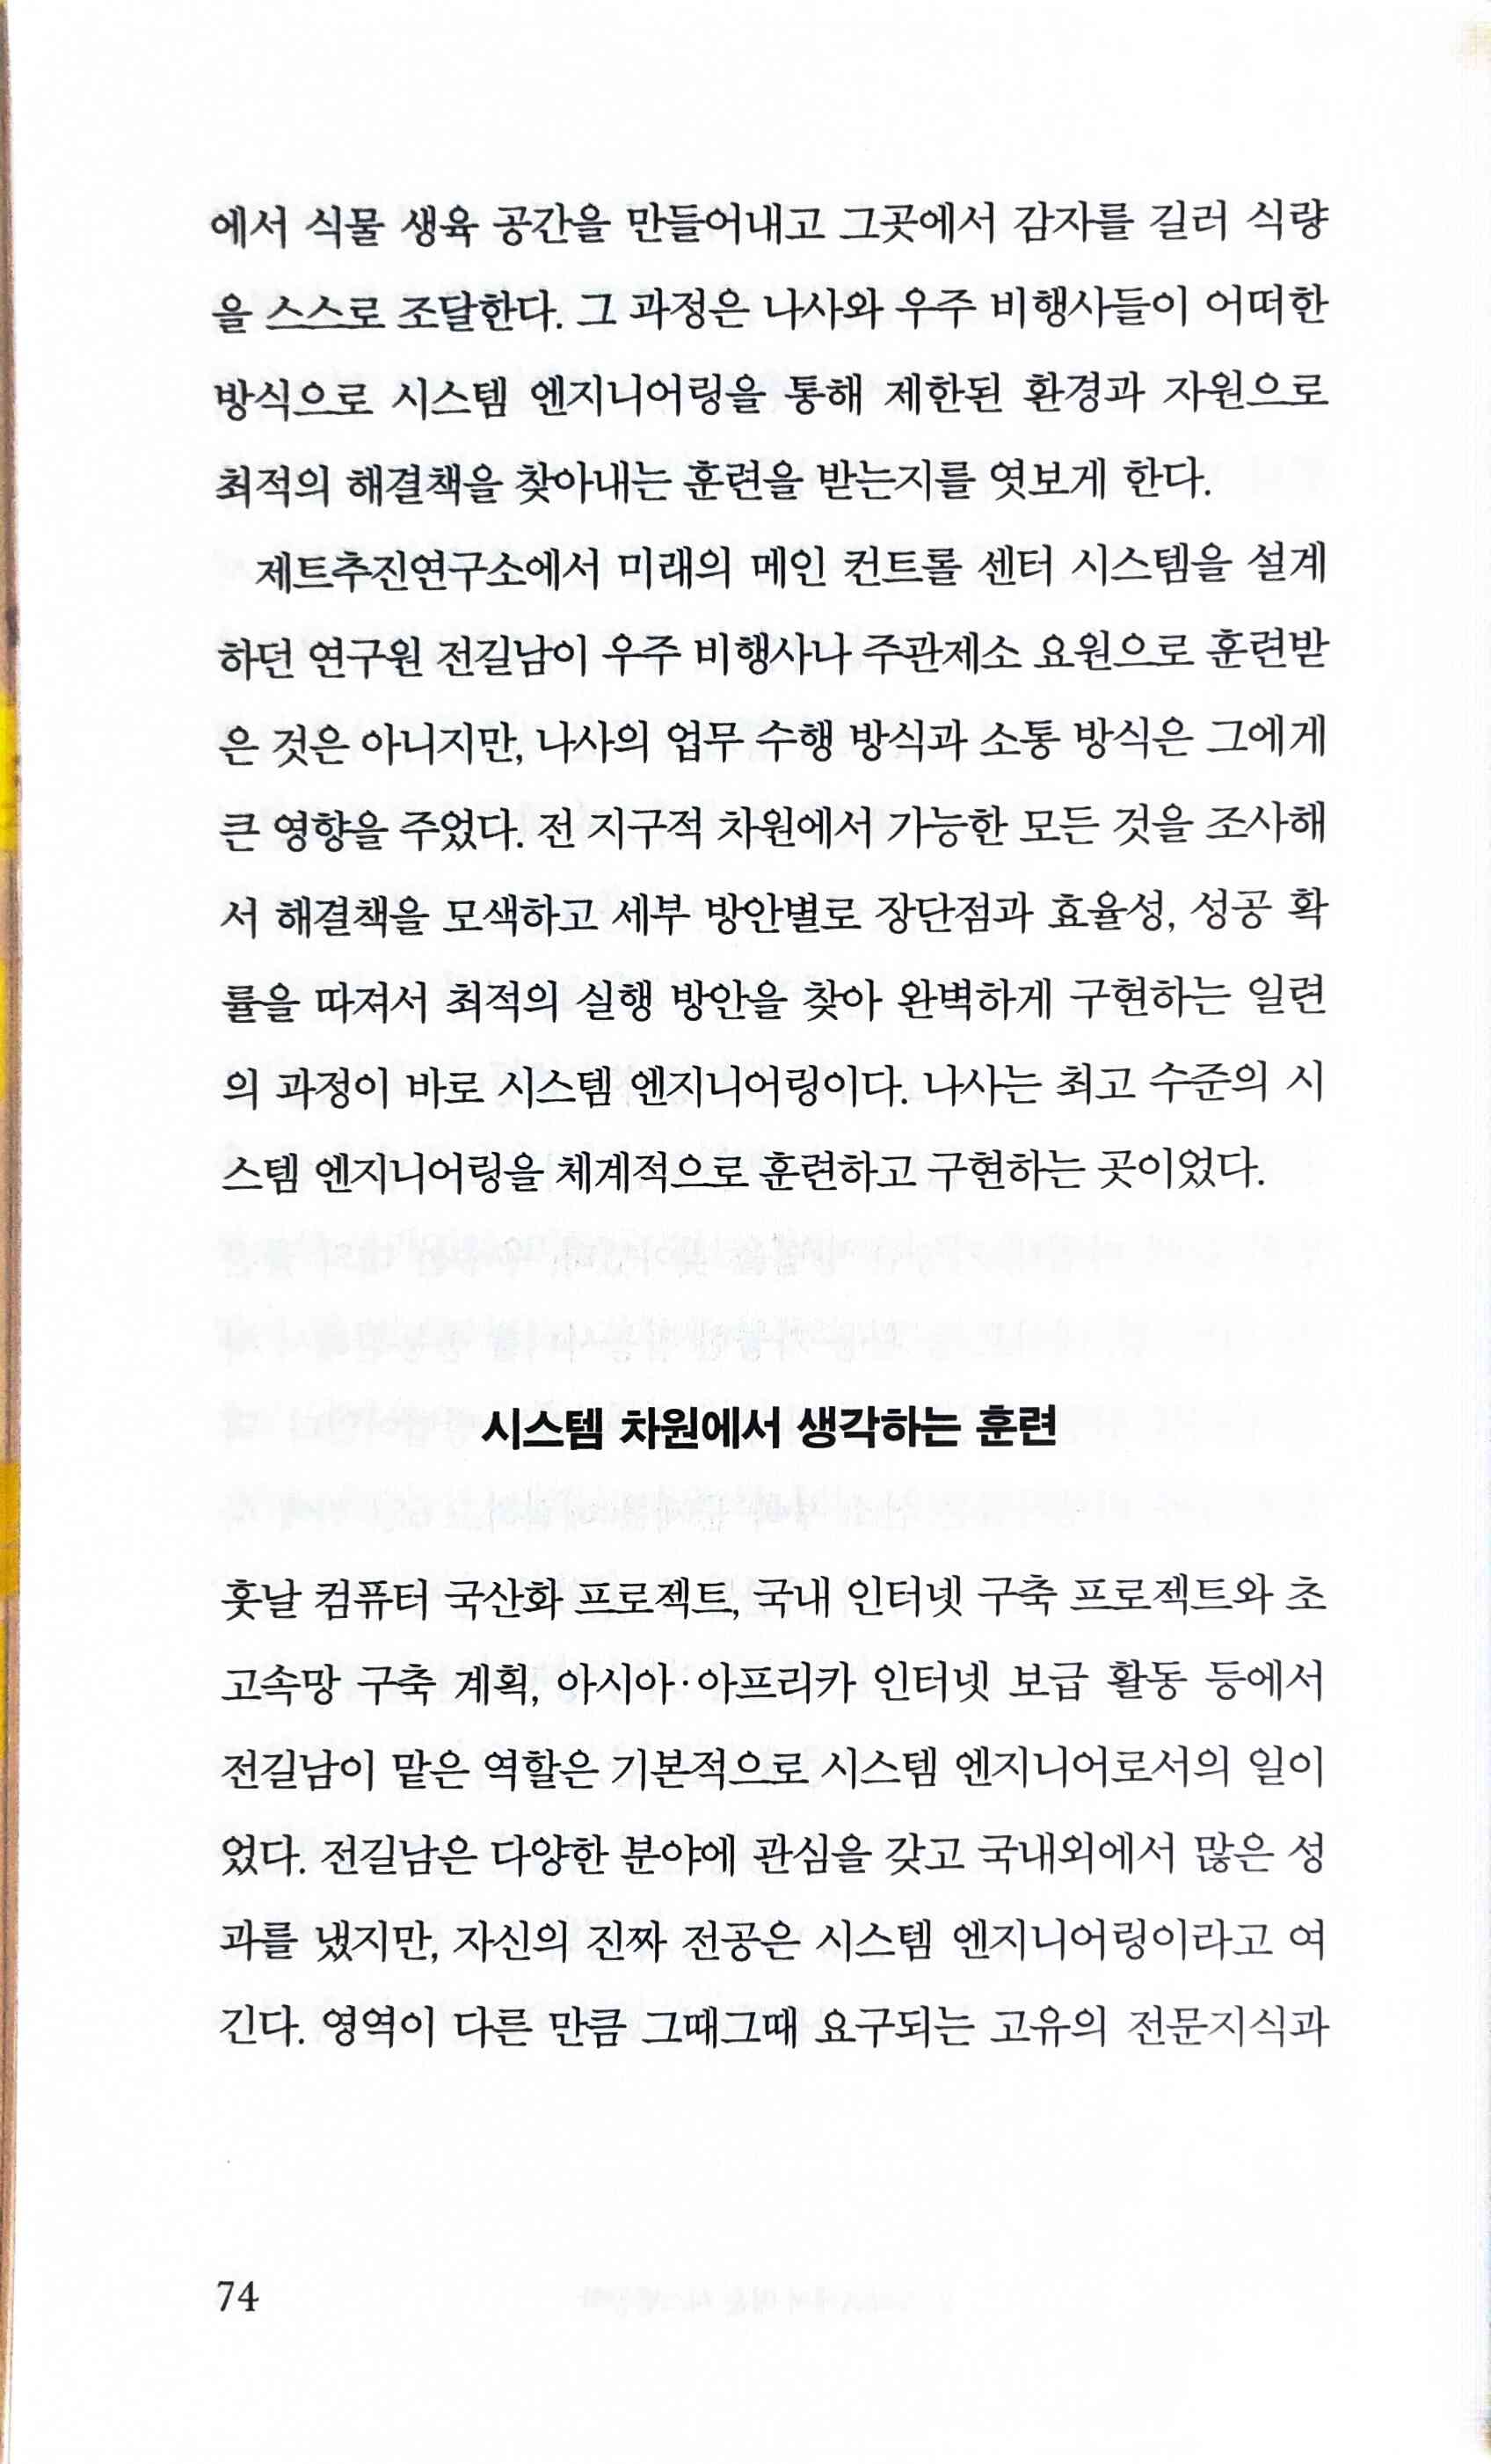 에서 식물 생육 공간을 만들어내고 그곳에서 감자를 길러 식량
을 스스로 조달한다. 그 과정은 나사와 우주 비행사들이 어떠한
방식으로 시스템 엔지니어링을 통해 제한된 환경과 자원으로
최적의 해결책을 찾아내는 훈련을 받는지를 엿보게 한다.
제트추진연구소에서 미래의 메인 컨트롤 센터 시스템을 설계
하던 연구원 전길남이 우주 비행사나 주관제소 요원으로 훈련받
은 것은 아니지만, 나사의 업무 수행 방식과 소통 방식은 그에게
큰 영향을 주었다. 전 지구적 차원에서 가능한 모든 것을 조사해
서 해결책을 모색하고 세부 방안별로 장단점과 효율성, 성공 확
률을 따져서 최적의 실행 방안을 찾아 완벽하게 구현하는 일련
의 과정이 바로 시스템 엔지니어링이다. 나사는 최고 수준의 시
스템 엔지니어링을 체계적으로 훈련하고 구현하는 곳이었다.
시스템 차원에서 생각하는 훈련
훗날 컴퓨터 국산화 프로젝트, 국내 인터넷 구축 프로젝트와 초
고속망 구축 계획, 아시아·아프리카 인터넷 보급 활동 등에서
전길남이 맡은 역할은 기본적으로 시스템 엔지니어로서의 일이
었다. 전길남은 다양한 분야에 관심을 갖고 국내외에서 많은 성
과를 냈지만, 자신의 진짜 전공은 시스템 엔지니어링이라고 여
긴다. 영역이 다른 만큼 그때그때 요구되는 고유의 전문지식과
74